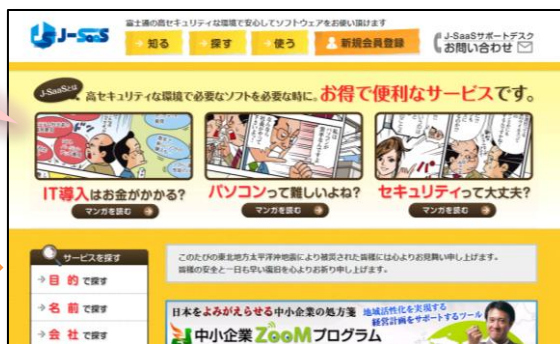 J-SaaS
富士通の高セキュリティな環境で安心してソフトウェアをお使い頂けます
知る
探す
使う
新規会員登録
J-SaaSサポートデスク
お問い合わせ
J-SaaSとは
高セキュリティな環境で必要なソフトを必要な時に。お得で便利なサービスです。
IT導入はお金がかかる?
マンガを読む
パソコンって難しいよね?
マンガを読む
セキュリティって大丈夫?
マンガを読む
サービスを探す
目 的 で探す
名 前 で探す
会 社 で探す
このたびの東北地方太平洋沖地震により被災された皆様には心よりお見舞い申し上げます。
皆様の安全と一日も早い復旧を心よりお祈り申し上げます。
日本をよみがえらせる中小企業の処方箋
地域活性化を実現する
経営計画をサポートするツール
中小企業ZooMプログラム